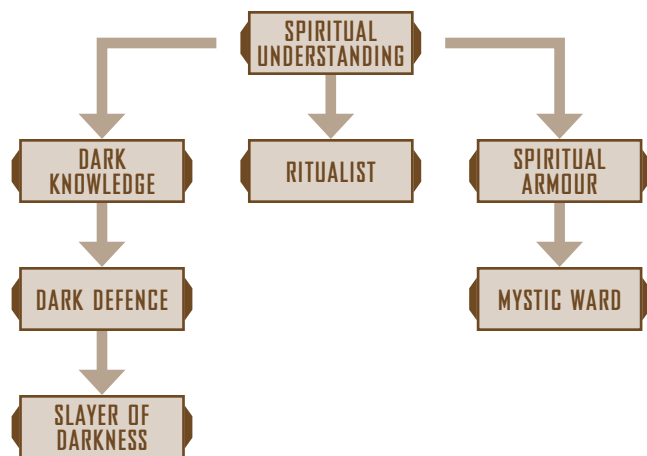 SPIRITUAL
UNDERSTANDING
DARK
KNOWLEDGE
RITUALIST
SPIRITUAL
ARMOUR
DARK DEFENCE
MYSTIC WARD
SLAYER OF
DARKNESS